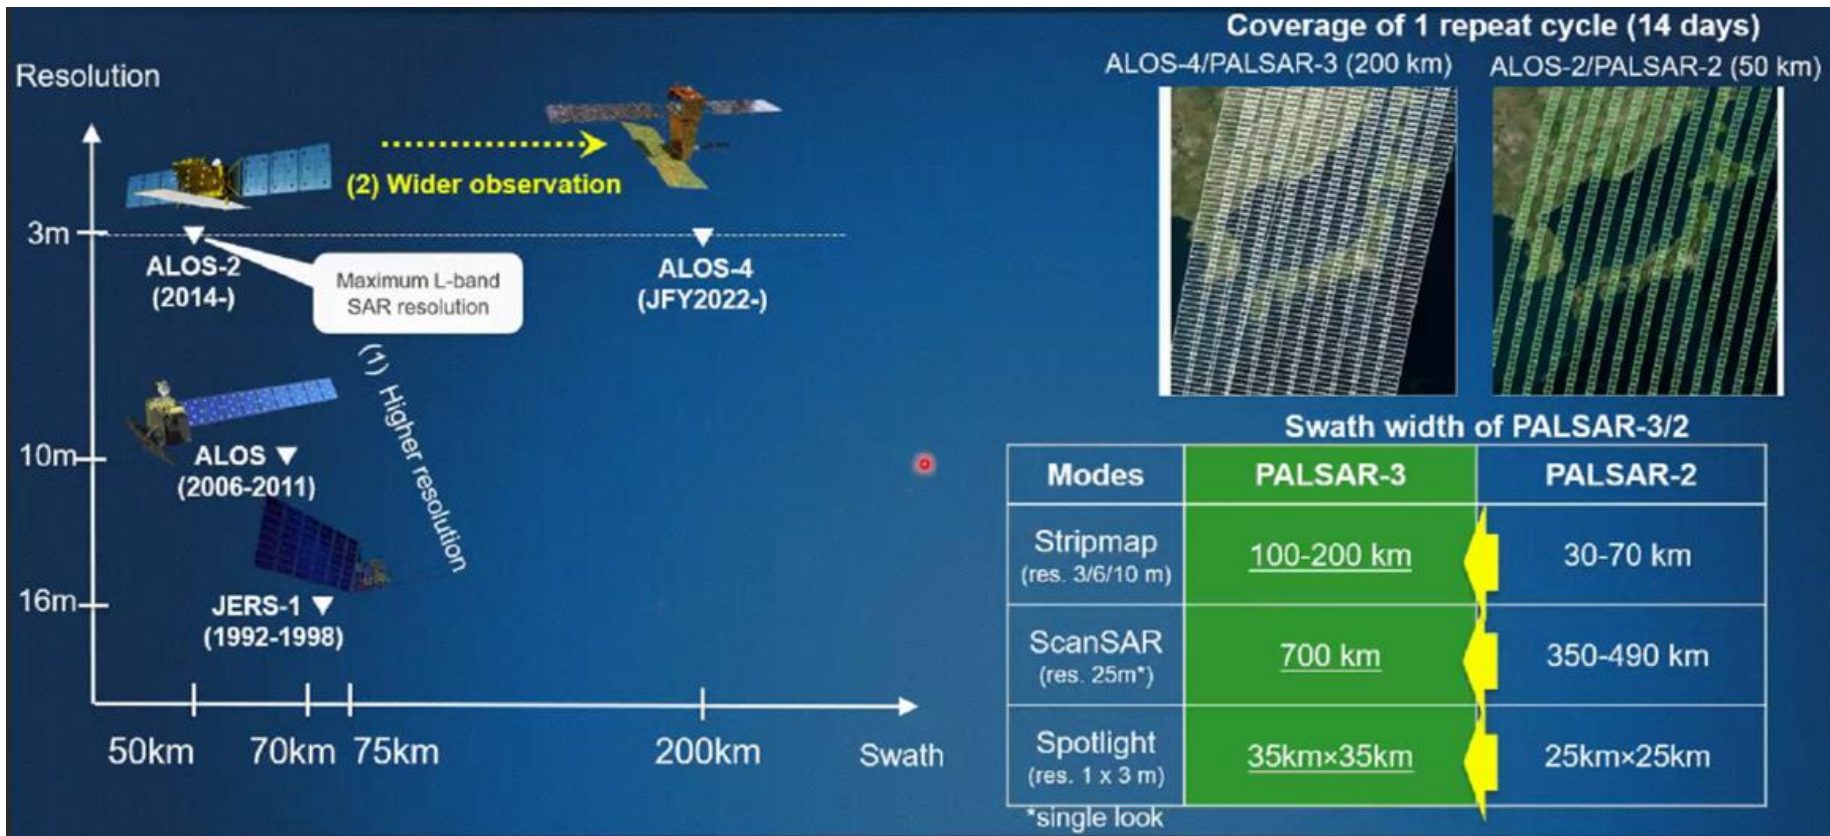 Resolution
3m
10m
16m
(2) Wider observation
ALOS-2
(2014-)
Maximum L-band
SAR resolution
ALOS-4
(JFY2022-)
(1) Higher resolution
ALOS
(2006-2011)
JERS-1
(1992-1998)
50km
70km
75km
200km
Swath
Coverage of 1 repeat cycle (14 days)
ALOS-4/PALSAR-3 (200 km)
ALOS-2/PALSAR-2 (50 km)
Swath width of PALSAR-3/2
Modes
PALSAR-3
PALSAR-2
Stripmap
(res. 3/6/10 m)
100-200 km
30-70 km
ScanSAR
(res. 25m*)
700 km
350-490 km
Spotlight
(res. 1 x 3 m)
35km×35km
25km×25km
*single look